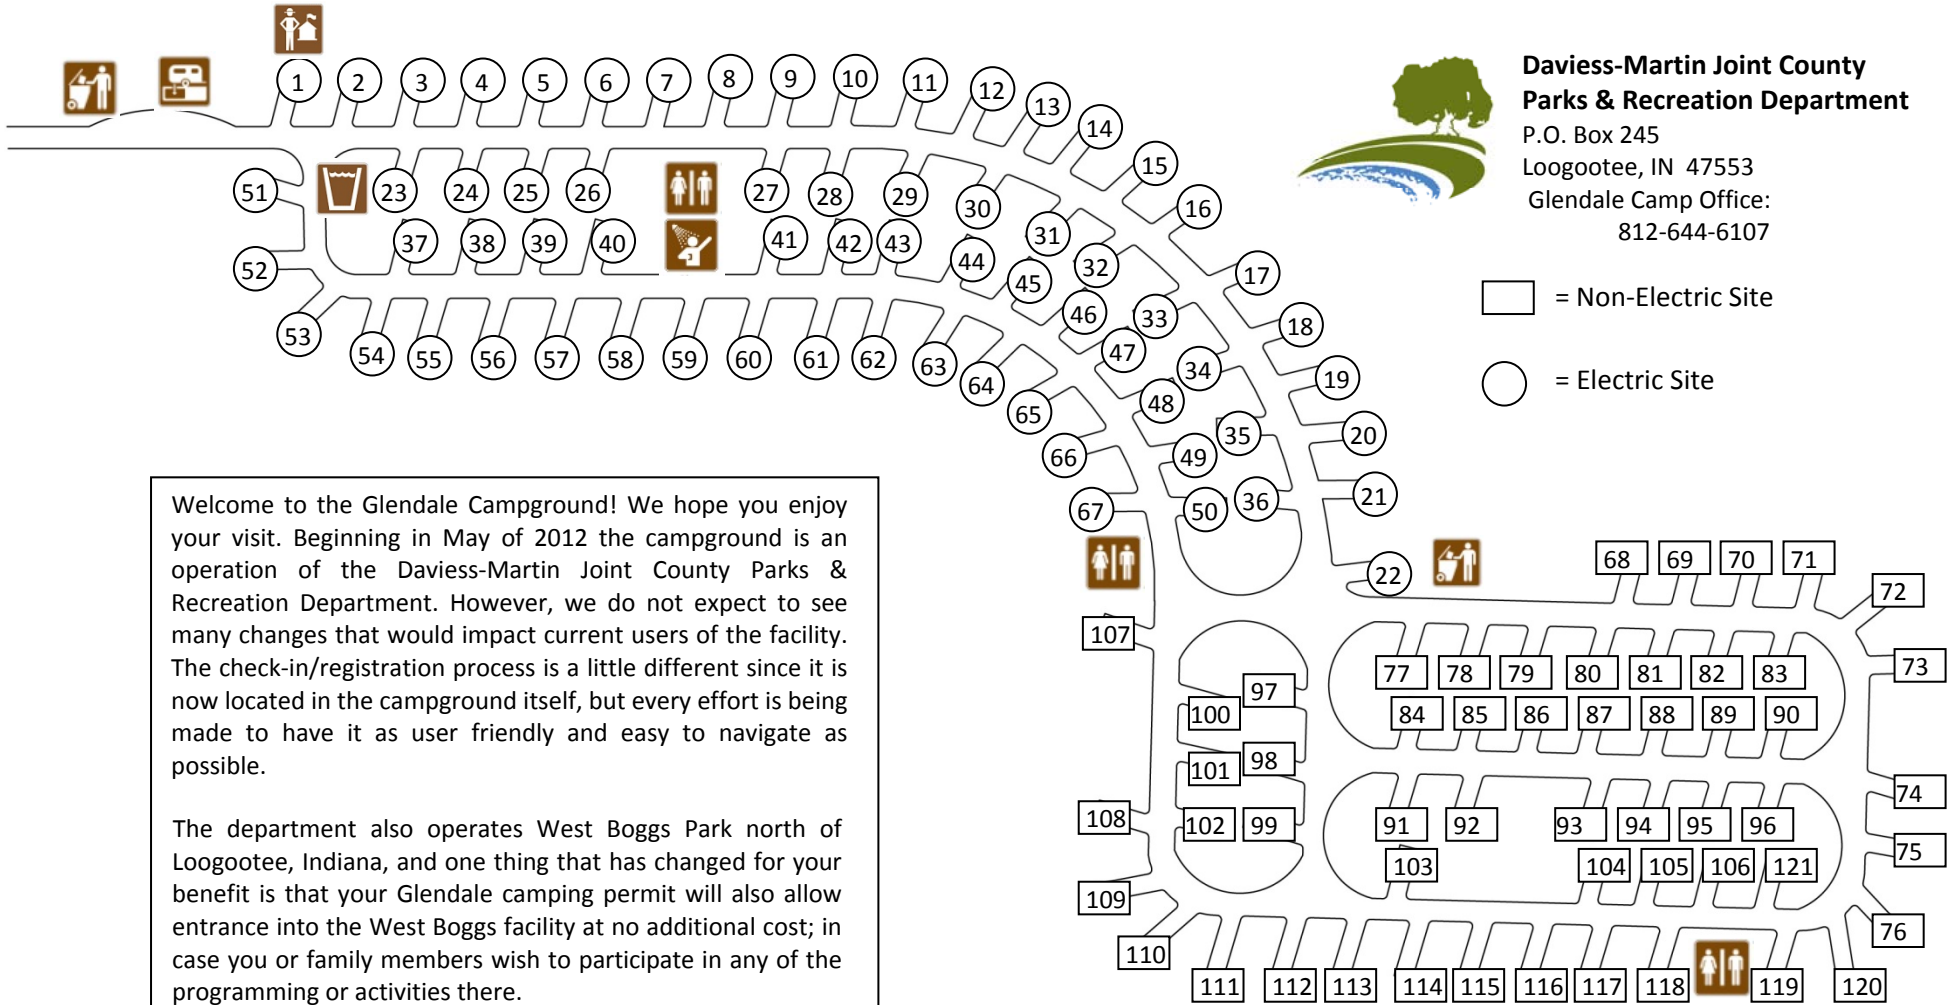 Daviess-Martin Joint County
Parks & Recreation Department
P.O. Box 245
Loogootee, IN 47553
Glendale Camp Office:
812-644-6107
= Non-Electric Site
= Electric Site
1 2 3 4 5 6 7 8 9 10 11 12 13 14 15 16 17 18 19 20 21 22
23 24 25 26 27 28 29 30 31 32 33 34 35 36
37 38 39 40 41 42 43 44 45 46 47 48 49 50
51 52 53 54 55 56 57 58 59 60 61 62 63 64 65 66 67
68 69 70 71 72 73 74 75 76
77 78 79 80 81 82 83
84 85 86 87 88 89 90
91 92 93 94 95 96
97 98 99
100 101 102
103 104 105 106 121
107 108 109 110 111 112 113 114 115 116 117 118 119 120
Welcome to the Glendale Campground! We hope you enjoy
your visit. Beginning in May of 2012 the campground is an
operation of the Daviess-Martin Joint County Parks &
Recreation Department. However, we do not expect to see
many changes that would impact current users of the facility.
The check-in/registration process is a little different since it is
now located in the campground itself, but every effort is being
made to have it as user friendly and easy to navigate as
possible.
The department also operates West Boggs Park north of
Loogootee, Indiana, and one thing that has changed for your
benefit is that your Glendale camping permit will also allow
entrance into the West Boggs facility at no additional cost; in
case you or family members wish to participate in any of the
programming or activities there.